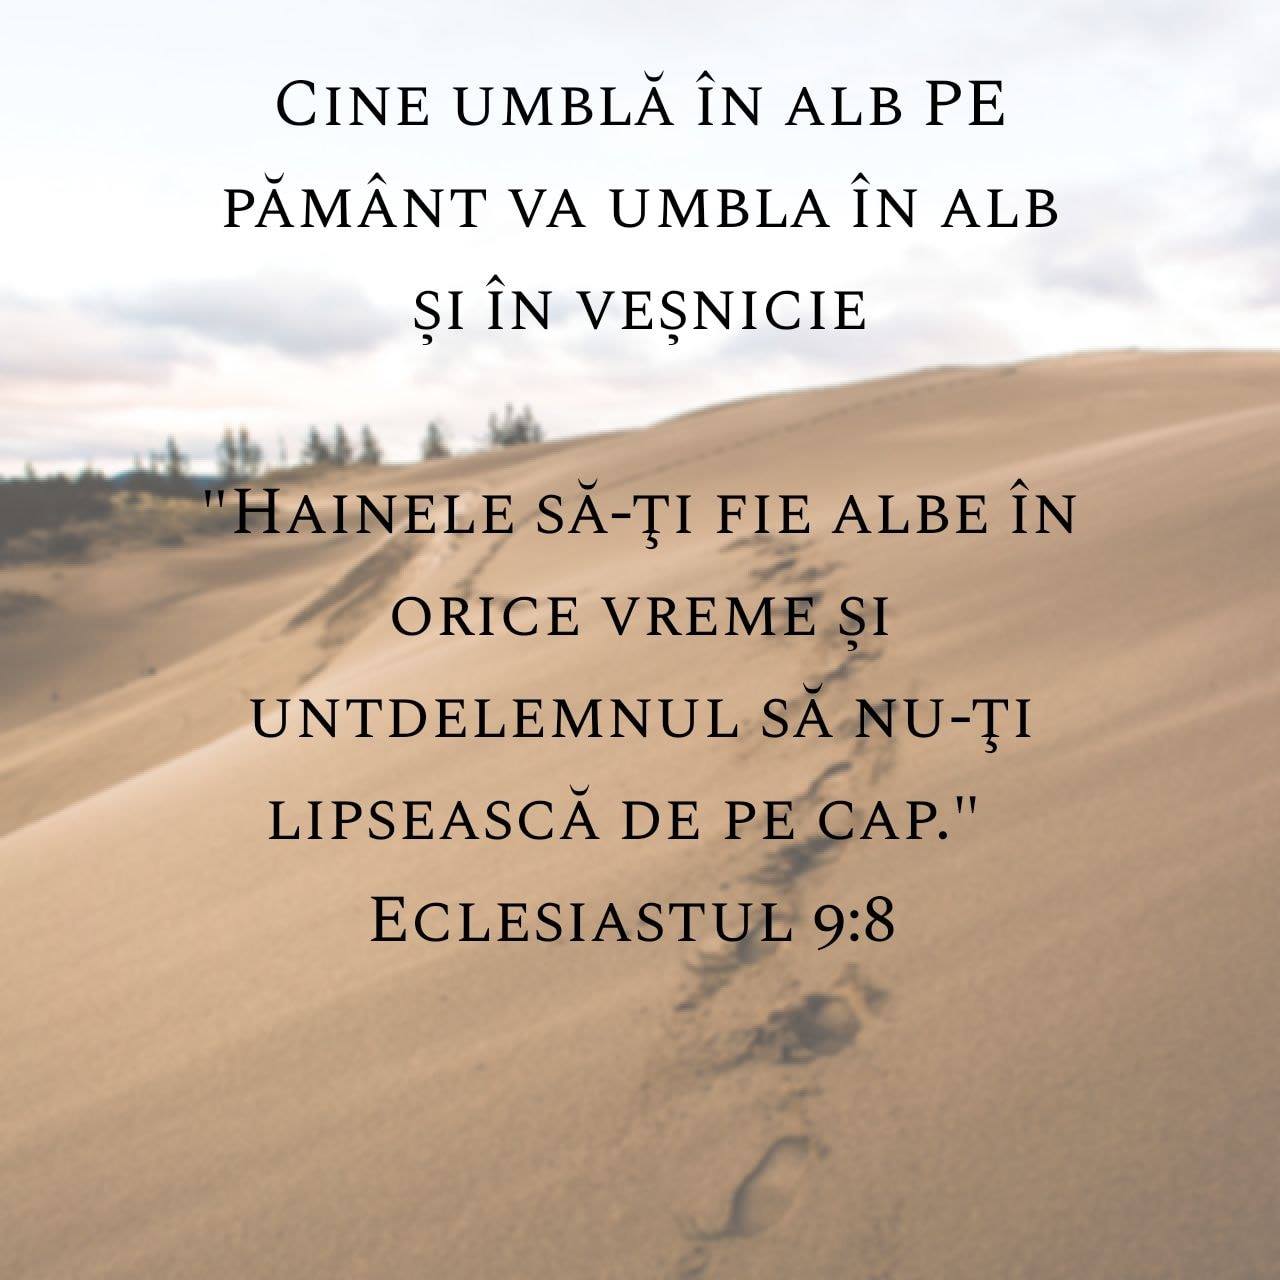 Cine umblă în alb PE
pământ va umbla în alb
și în veșnicie
"Hainele să-ţi fie albe în
orice vreme și
untdelemnul să nu-ţi
lipsească de pe cap."
Eclesiastul 9:8